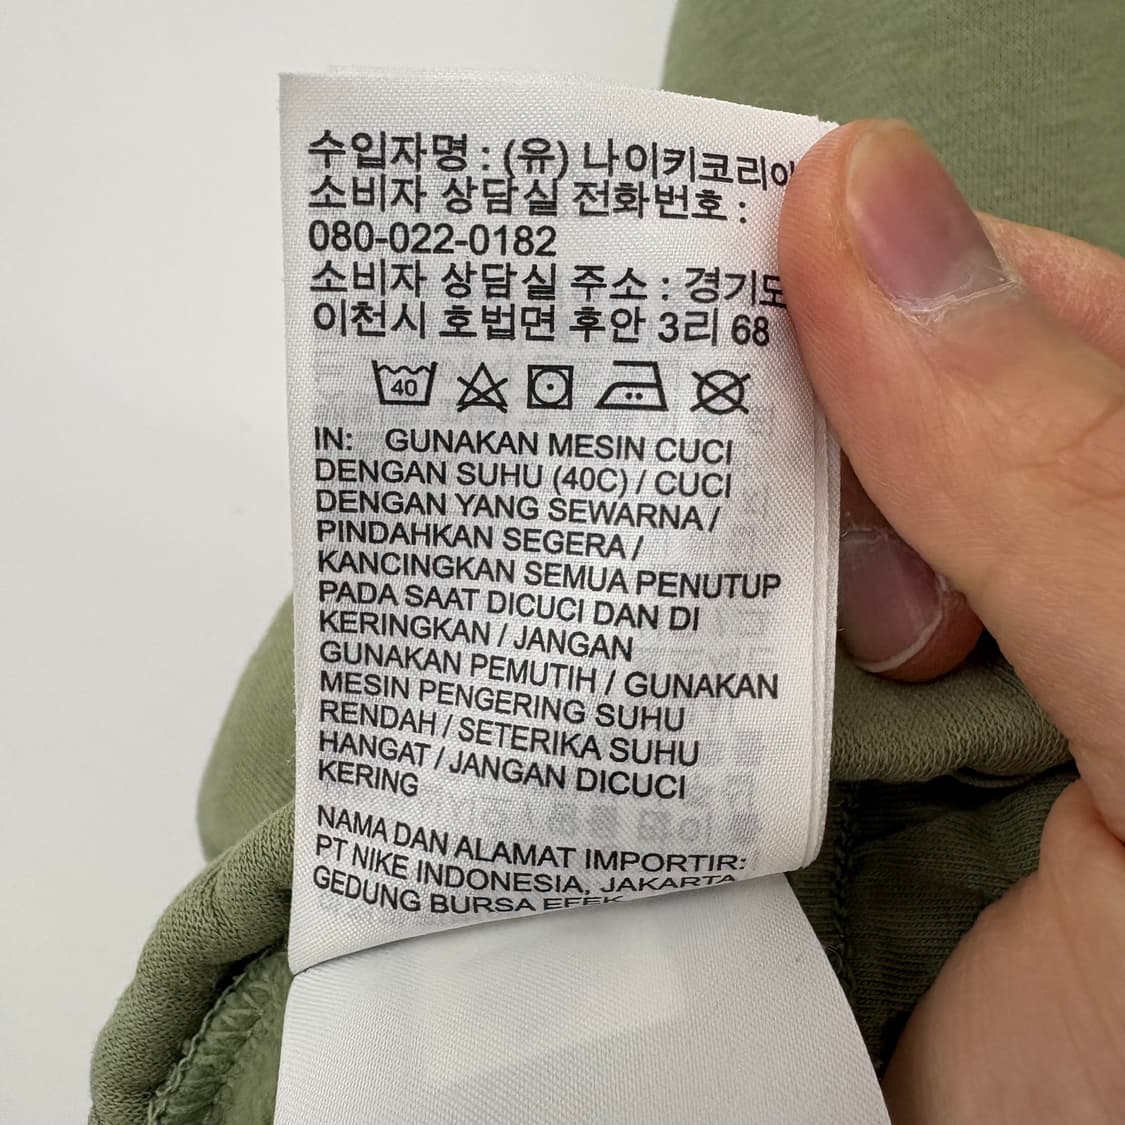 수입자명 : (유) 나이키코리아
소비자 상담실 전화번호 :
080-022-0182
소비자 상담실 주소 : 경기도
이천시 호법면 후안 3리 68
40
IN: GUNAKAN MESIN CUCI
DENGAN SUHU (40C) / CUCI
DENGAN YANG SEWARNA /
PINDAHKAN SEGERA /
KANCINGKAN SEMUA PENUTUP
PADA SAAT DICUCI DAN DI
KERINGKAN / JANGAN
GUNAKAN PEMUTIH / GUNAKAN
MESIN PENGERING SUHU
RENDAH / SETERIKA SUHU
HANGAT / JANGAN DICUCI
KERING
NAMA DAN ALAMAT IMPORTIR:
PT NIKE INDONESIA, JAKARTA
GEDUNG BURSA EFEK